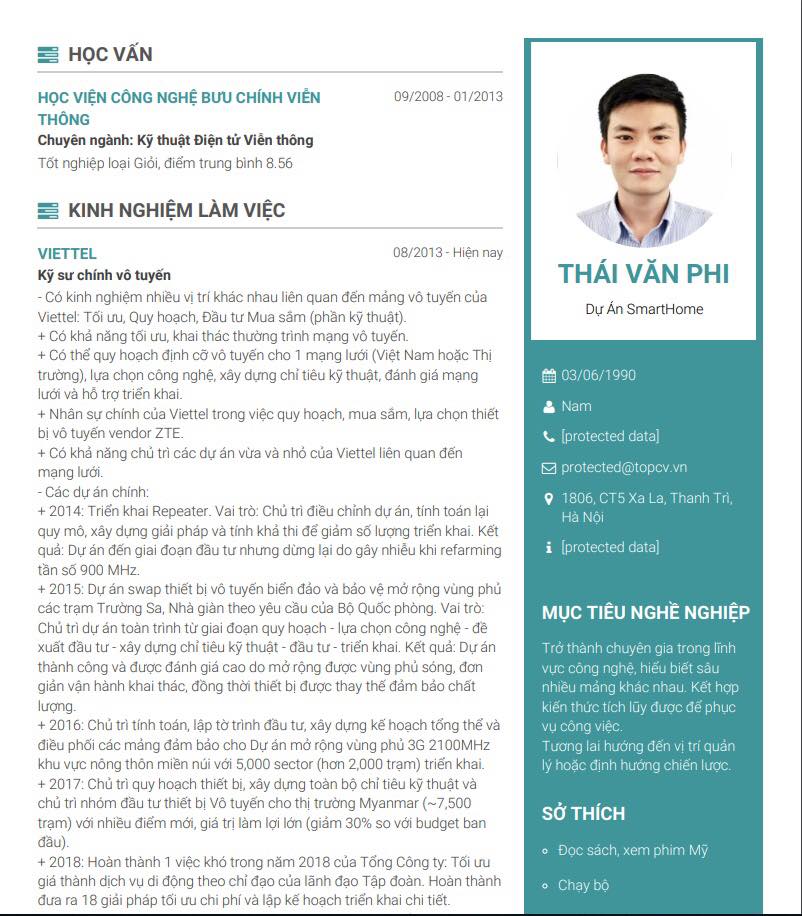 HỌC VẤN
HỌC VIỆN CÔNG NGHỆ BƯU CHÍNH VIỄN
THÔNG
09/2008 - 01/2013
Chuyên ngành: Kỹ thuật Điện tử Viễn thông
Tốt nghiệp loại Giỏi, điểm trung bình 8.56
KINH NGHIỆM LÀM VIỆC
VIETTEL
08/2013 - Hiện nay
Kỹ sư chính vô tuyến
- Có kinh nghiệm nhiều vị trí khác nhau liên quan đến mảng vô tuyến của
Viettel: Tối ưu, Quy hoạch, Đầu tư Mua sắm (phần kỹ thuật).
+ Có khả năng tối ưu, khai thác thường trình mạng vô tuyến.
+ Có thể quy hoạch định cỡ vô tuyến cho 1 mạng lưới (Việt Nam hoặc Thị
trường), lựa chọn công nghệ, xây dựng chỉ tiêu kỹ thuật, đánh giá mạng
lưới và hỗ trợ triển khai.
+ Nhân sự chính của Viettel trong việc quy hoạch, mua sắm, lựa chọn thiết
bị vô tuyến vendor ZTE.
+ Có khả năng chủ trì các dự án vừa và nhỏ của Viettel liên quan đến
mạng lưới.
- Các dự án chính:
+ 2014: Triển khai Repeater. Vai trò: Chủ trì điều chỉnh dự án, tính toán lại
quy mô, xây dựng giải pháp và tính khả thi để giảm số lượng triển khai. Kết
quả: Dự án đến giai đoạn đầu tư nhưng dừng lại do gây nhiễu khi refarming
tần số 900 MHz.
+ 2015: Dự án swap thiết bị vô tuyến biển đảo và bảo vệ mở rộng vùng phủ
các trạm Trường Sa, Nhà giàn theo yêu cầu của Bộ Quốc phòng. Vai trò:
Chủ trì dự án toàn trình từ giai đoạn quy hoạch - lựa chọn công nghệ - đề
xuất đầu tư - xây dựng chỉ tiêu kỹ thuật - đầu tư - triển khai. Kết quả: Dự án
thành công và được đánh giá cao do mở rộng được vùng phủ sóng, đơn
giản vận hành khai thác, đồng thời thiết bị được thay thế đảm bảo chất
lượng.
+ 2016: Chủ trì tính toán, lập tờ trình đầu tư, xây dựng kế hoạch tổng thể và
điều phối các mảng đảm bảo cho Dự án mở rộng vùng phủ 3G 2100MHz
khu vực nông thôn miền núi với 5,000 sector (hơn 2,000 trạm) triển khai.
+ 2017: Chủ trì quy hoạch thiết bị, xây dựng toàn bộ chỉ tiêu kỹ thuật và
chủ trì nhóm đầu tư thiết bị Vô tuyến cho thị trường Myanmar (~7,500
trạm) với nhiều điểm mới, giá trị làm lợi lớn (giảm 30% so với budget ban
đầu).
+ 2018: Hoàn thành 1 việc khó trong năm 2018 của Tổng Công ty: Tối ưu
giá thành dịch vụ di động theo chỉ đạo của lãnh đạo Tập đoàn. Hoàn thành
đưa ra 18 giải pháp tối ưu chi phí và lập kế hoạch triển khai chi tiết.
THÁI VĂN PHI
Dự Án SmartHome
03/06/1990
Nam
[protected data]
protected@topcv.vn
1806, CT5 Xa La, Thanh Trì,
Hà Nội
[protected data]
MỤC TIÊU NGHỀ NGHIỆP
Trở thành chuyên gia trong lĩnh
vực công nghệ, hiểu biết sâu
nhiều mảng khác nhau. Kết hợp
kiến thức tích lũy được để phục
vụ công việc.
Tương lai hướng đến vị trí quản
lý hoặc định hướng chiến lược.
SỞ THÍCH
Đọc sách, xem phim Mỹ
Chạy bộ